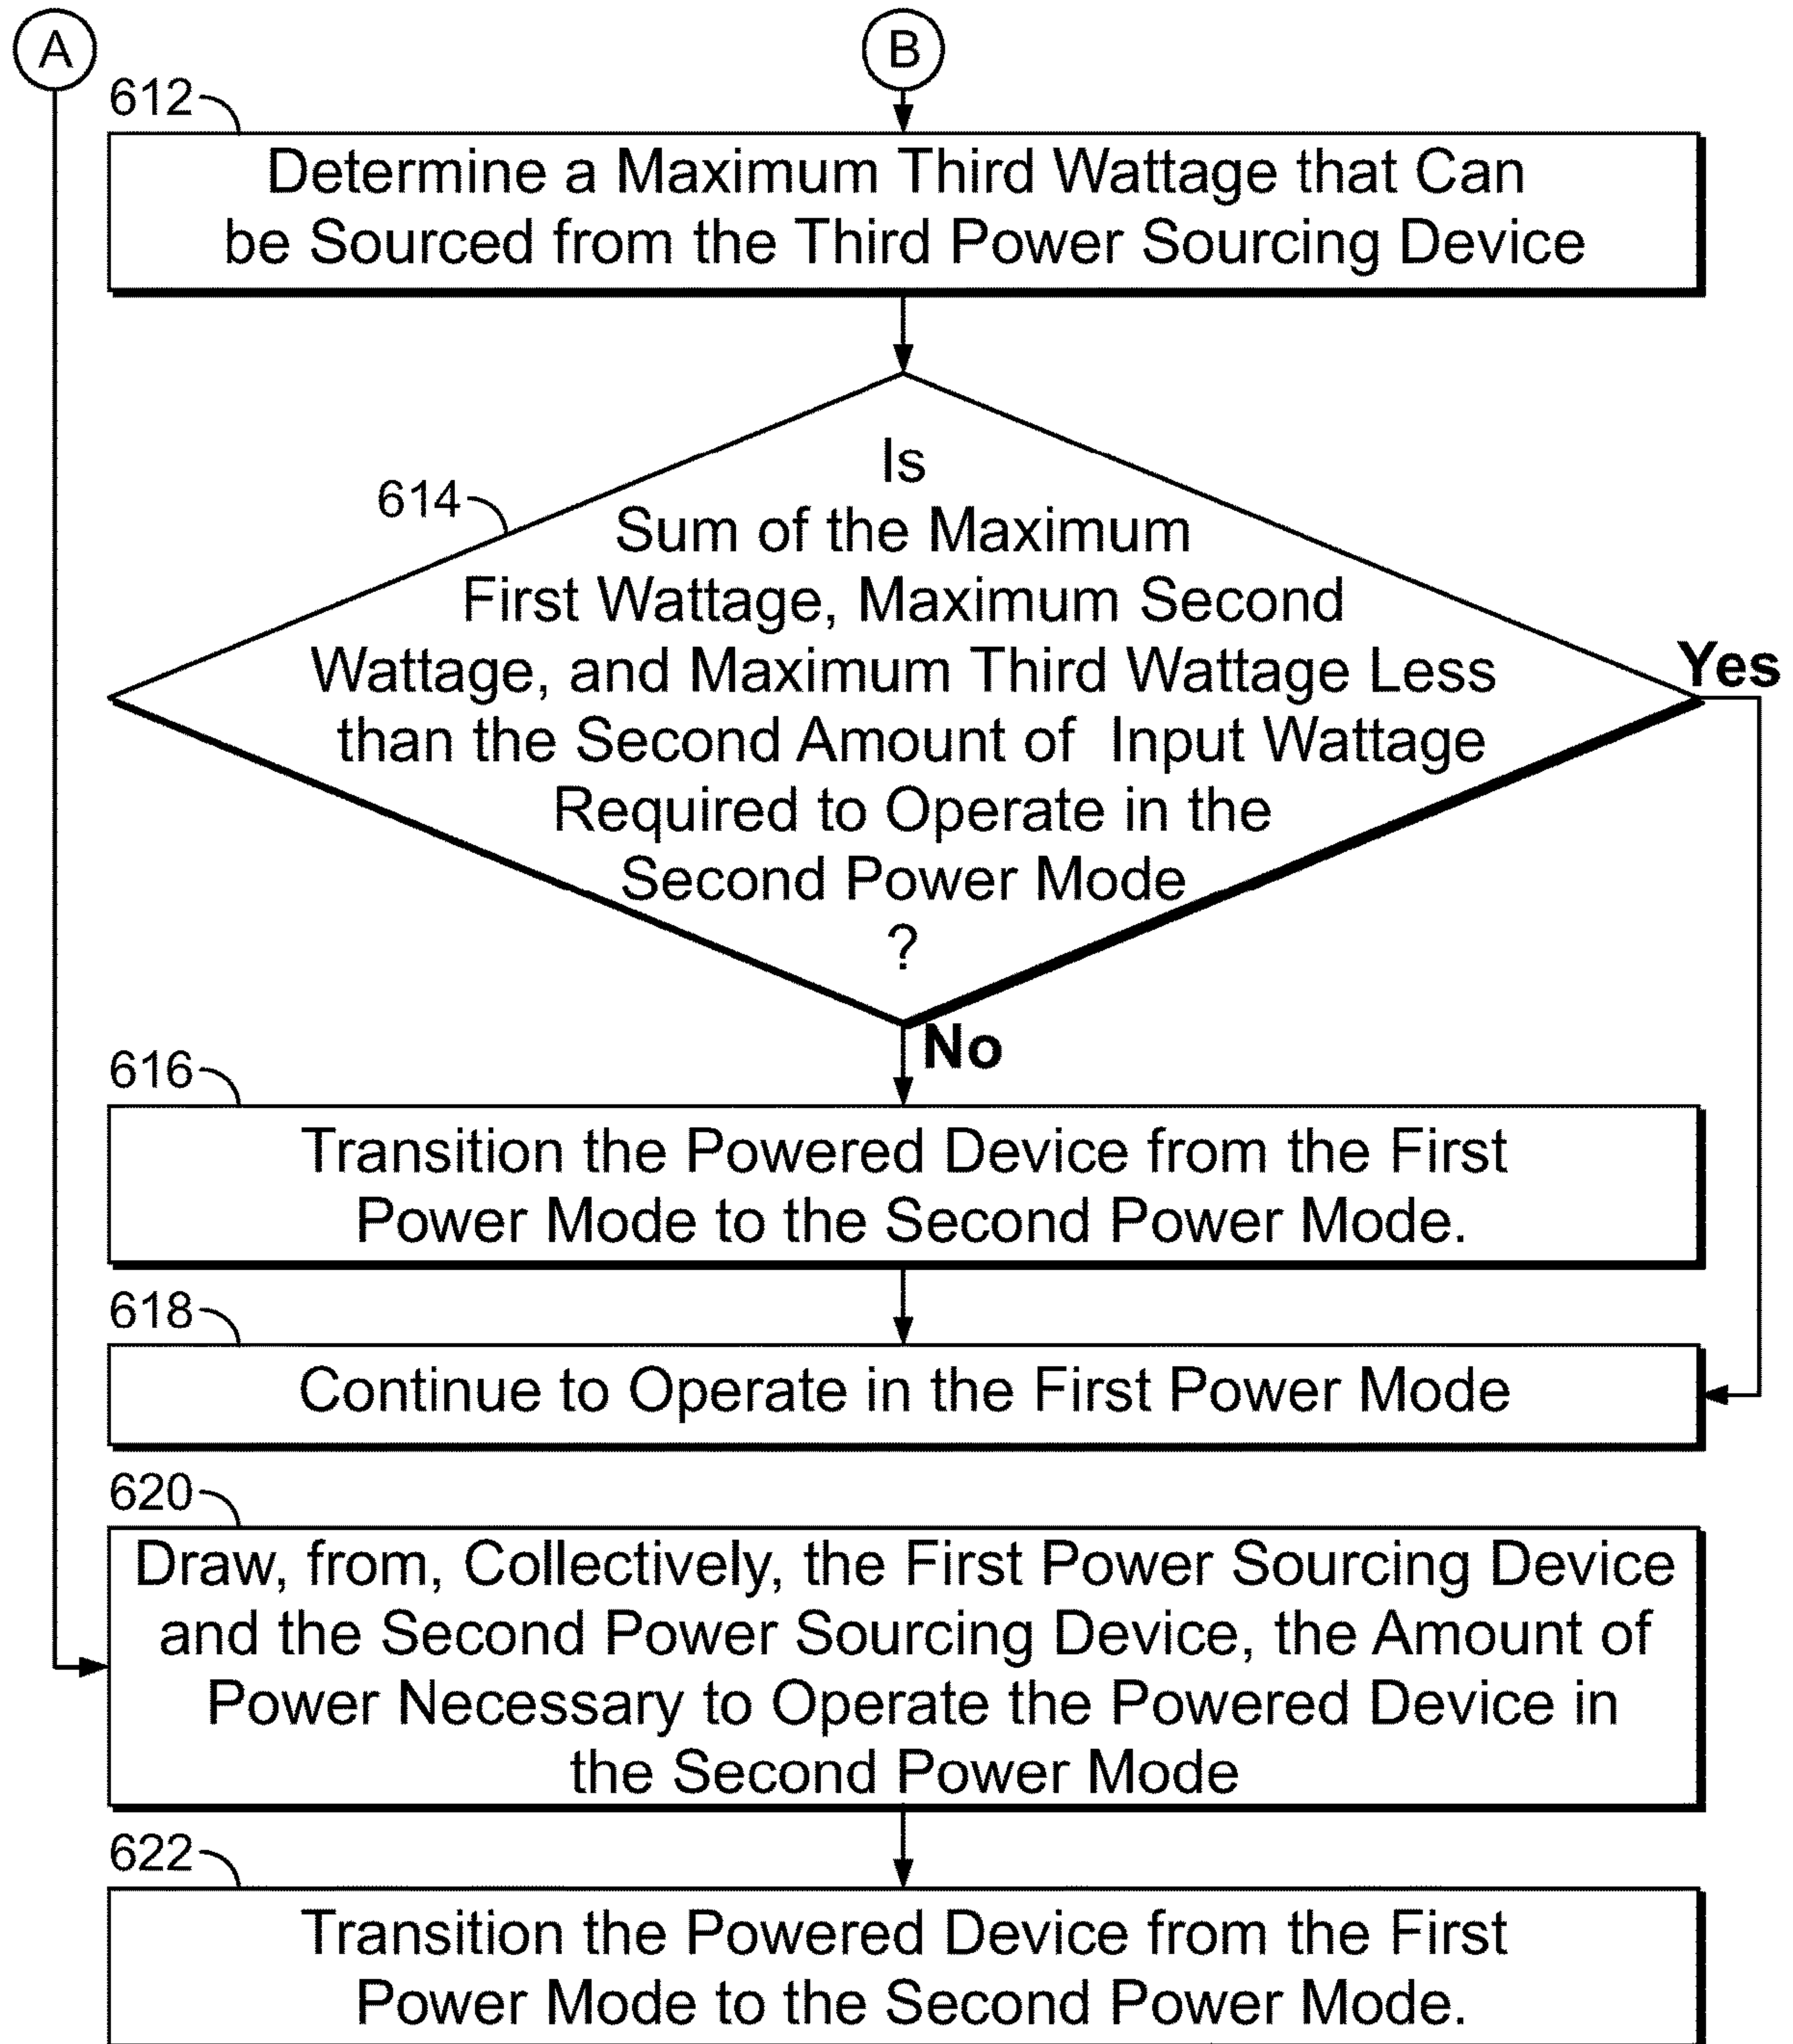 A
B
612
Determine a Maximum Third Wattage that Can
be Sourced from the Third Power Sourcing Device
614
Is
Sum of the Maximum
First Wattage, Maximum Second
Wattage, and Maximum Third Wattage Less
than the Second Amount of Input Wattage
Required to Operate in the
Second Power Mode
?
Yes
No
616
Transition the Powered Device from the First
Power Mode to the Second Power Mode.
618
Continue to Operate in the First Power Mode
620
Draw, from, Collectively, the First Power Sourcing Device
and the Second Power Sourcing Device, the Amount of
Power Necessary to Operate the Powered Device in
the Second Power Mode
622
Transition the Powered Device from the First
Power Mode to the Second Power Mode.